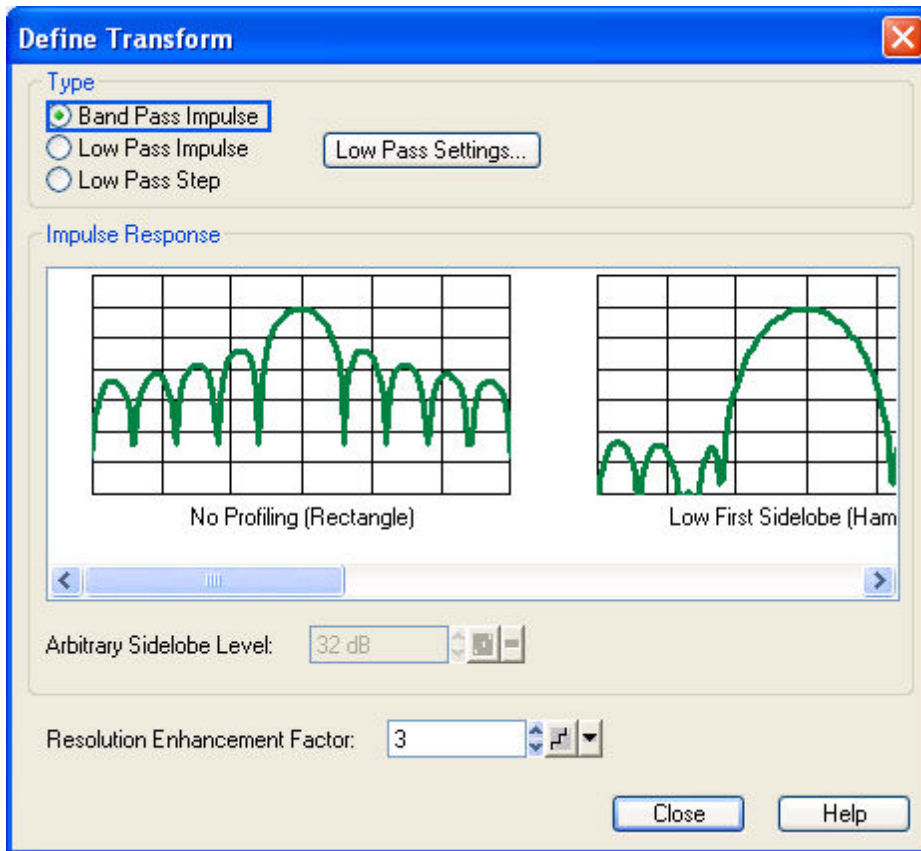 Define Transform
Type
Band Pass Impulse
Low Pass Impulse
Low Pass Settings...
Low Pass Step
Impulse Response
No Profiling (Rectangle)
Low First Sidelobe (Ham
Arbitrary Sidelobe Level:
32 dB
Resolution Enhancement Factor:
3
Close
Help